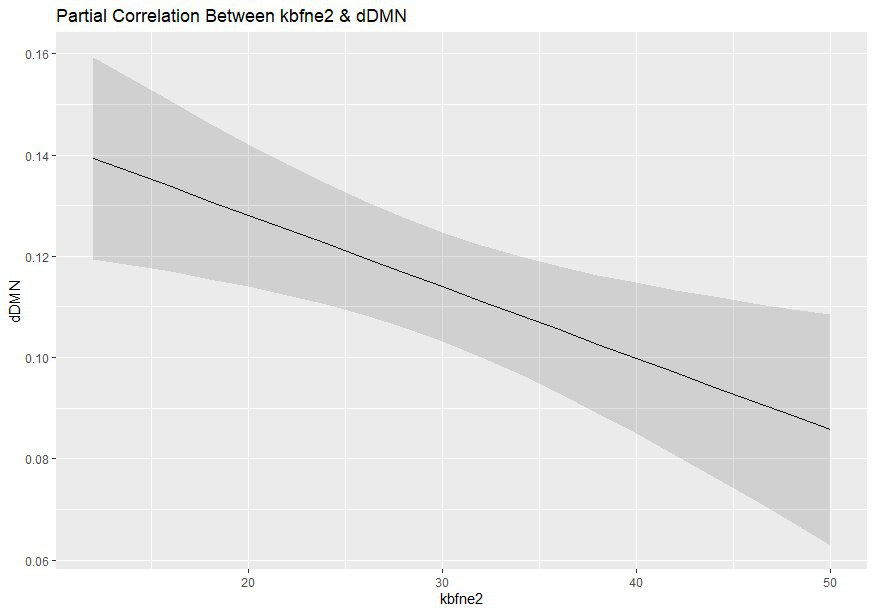 Partial Correlation Between kbfne2 & dDMN
0.16
0.14
0.12
0.10
0.08
0.06
dDMN
20 30 40 50
kbfne2